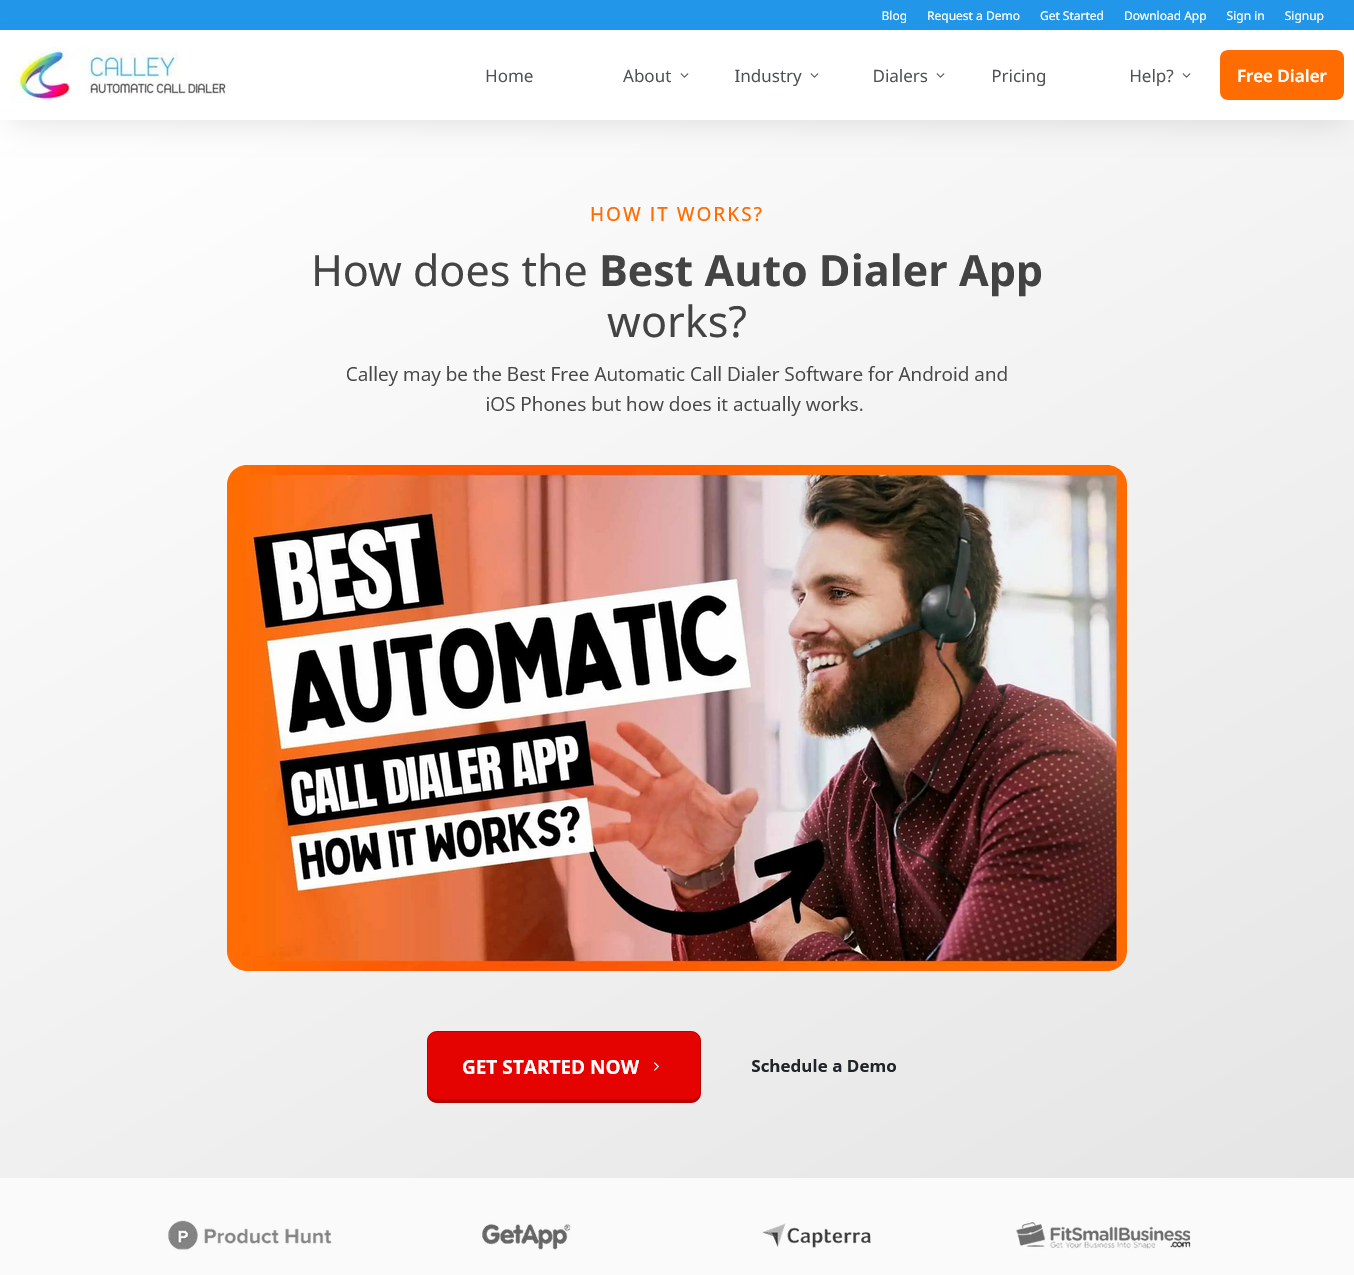 Blog Request a Demo Get Started Download App Sign in Signup
CALLEY
AUTOMATIC CALL DIALER
Home About Industry Dialers Pricing Help? Free Dialer
HOW IT WORKS?
How does the Best Auto Dialer App
works?
Calley may be the Best Free Automatic Call Dialer Software for Android and
iOS Phones but how does it actually works.
BEST
AUTOMATIC
CALL DIALER APP
HOW IT WORKS?
GET STARTED NOW
Schedule a Demo
P Product Hunt
GetApp®
Capterra
FitSmallBusiness
.com
Get Your Business Into Shape